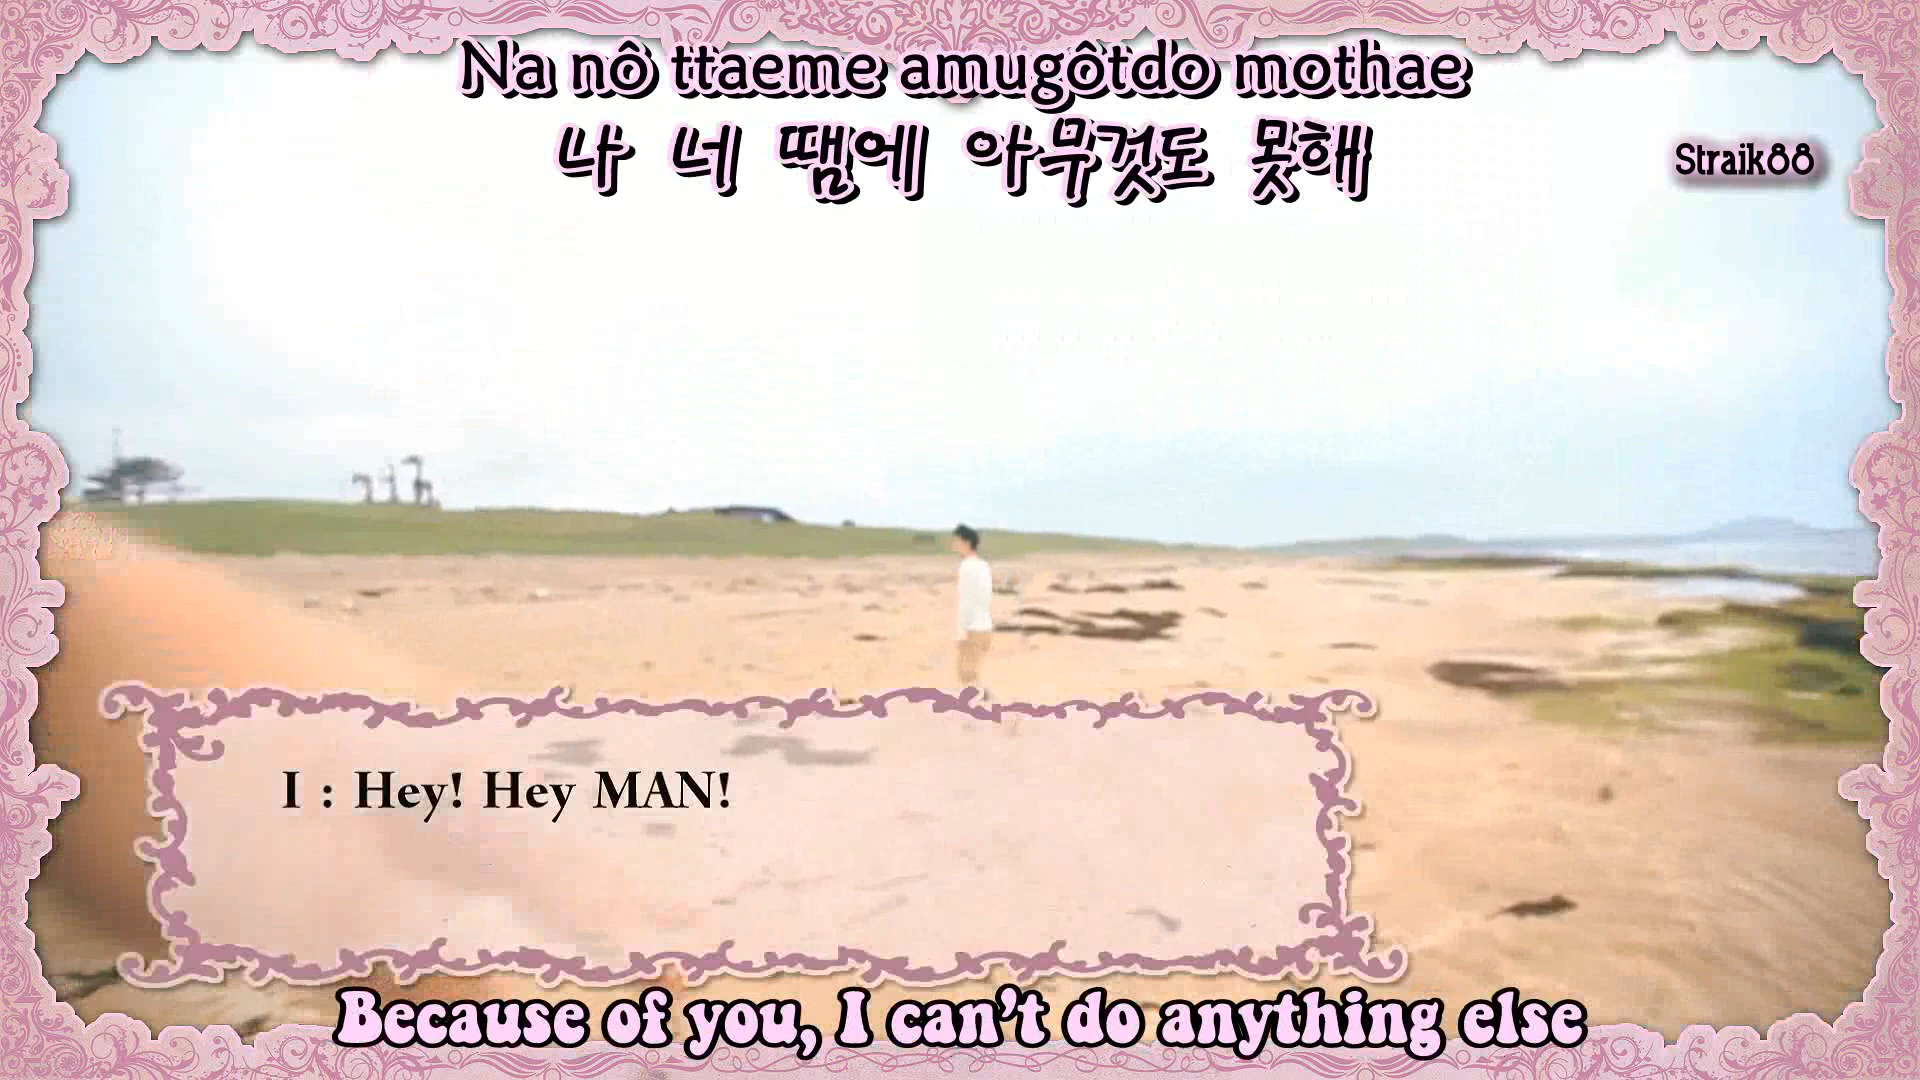 Na nô ttaeme amugôtdo mothae
나 네 땜에 아무것도 못해
Straik88
I : Hey! Hey MAN!
Because of you, I can't do anything else